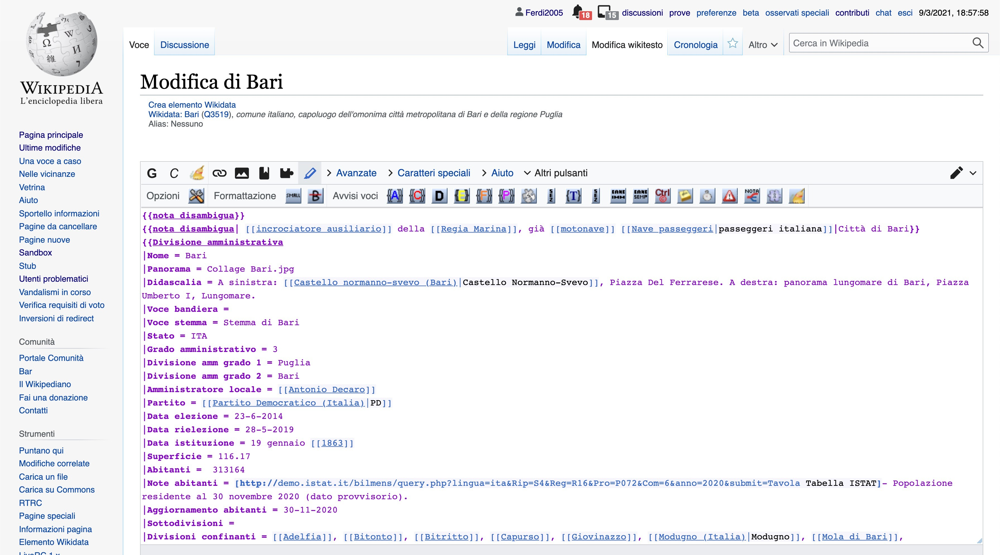 Ferdi2005 18 15 discussioni prove preferenze beta osservati speciali contributi chat esci 9/3/2021, 18:57:58
Voce Discussione Leggi Modifica Modifica wikitesto Cronologia Altro Cerca in Wikipedia
WIKIPEDIA
L'enciclopedia libera
Pagina principale
Ultime modifiche
Una voce a caso
Nelle vicinanze
Vetrina
Aiuto
Sportello informazioni
Pagine da cancellare
Pagine nuove
Sandbox
Stub
Utenti problematici
Vandalismi in corso
Verifica requisiti di voto
Inversioni di redirect
Comunità
Portale Comunità
Bar
Il Wikipediano
Fai una donazione
Contatti
Strumenti
Puntano qui
Modifiche correlate
Carica un file
Carica su Commons
RTRC
Pagine speciali
Informazioni pagina
Elemento Wikidata
LiveRC 1.x
Modifica di Bari
Crea elemento Wikidata
Wikidata: Bari (Q3519), comune italiano, capoluogo dell'omonima città metropolitana di Bari e della regione Puglia
Alias: Nessuno
G C Avanzate Caratteri speciali Aiuto Altri pulsanti
Opzioni Formattazione SMALL B Avvisi voci {{A}} {{C}} D {{E}} {{F}} {{P}} SEZ {T} SEZ CANC IMM CANC SEMP Ctrl © NOTA
{{nota disambigua}}
{{nota disambigua| [[incrociatore ausiliario]] della [[Regia Marina]], già [[motonave]] [[Nave passeggeri|passeggeri italiana]]|Città di Bari}}
{{Divisione amministrativa
|Nome = Bari
|Panorama = Collage Bari.jpg
|Didascalia = A sinistra: [[Castello normanno-svevo (Bari)|Castello Normanno-Svevo]], Piazza Del Ferrarese. A destra: panorama lungomare di Bari, Piazza
Umberto I, Lungomare.
|Voce bandiera =
|Voce stemma = Stemma di Bari
|Stato = ITA
|Grado amministrativo = 3
|Divisione amm grado 1 = Puglia
|Divisione amm grado 2 = Bari
|Amministratore locale = [[Antonio Decaro]]
|Partito = [[Partito Democratico (Italia)|PD]]
|Data elezione = 23-6-2014
|Data rielezione = 28-5-2019
|Data istituzione = 19 gennaio [[1863]]
|Superficie = 116.17
|Abitanti =  313164
|Note abitanti = [http://demo.istat.it/bilmens/query.php?lingua=ita&Rip=S4&Reg=R16&Pro=P072&Com=6&anno=2020&submit=Tavola Tabella ISTAT]- Popolazione
residente al 30 novembre 2020 (dato provvisorio).
|Aggiornamento abitanti = 30-11-2020
|Sottodivisioni =
|Divisioni confinanti = [[Adelfia]], [[Bitonto]], [[Bitritto]], [[Capurso]], [[Giovinazzo]], [[Modugno (Italia)|Modugno]], [[Mola di Bari]],